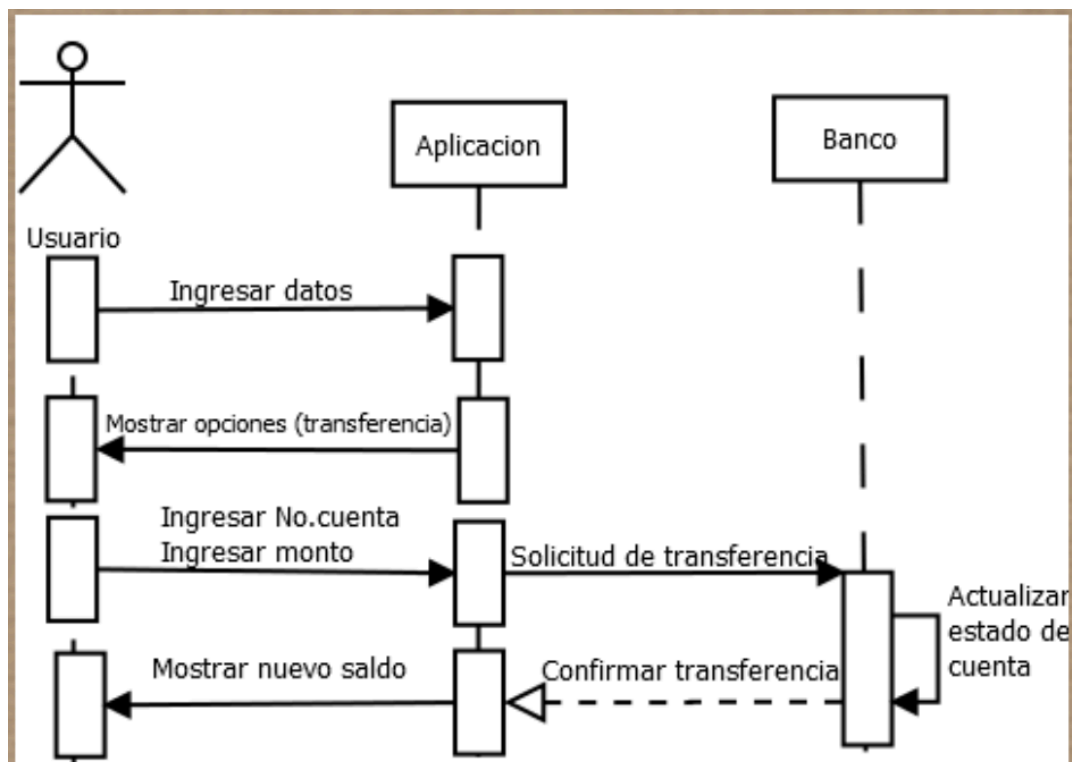 Aplicacion
Banco
Usuario
Ingresar datos
Mostrar opciones (transferencia)
Ingresar No.cuenta
Ingresar monto
Solicitud de transferencia
Actualizar
estado de
cuenta
Mostrar nuevo saldo
Confirmar transferencia